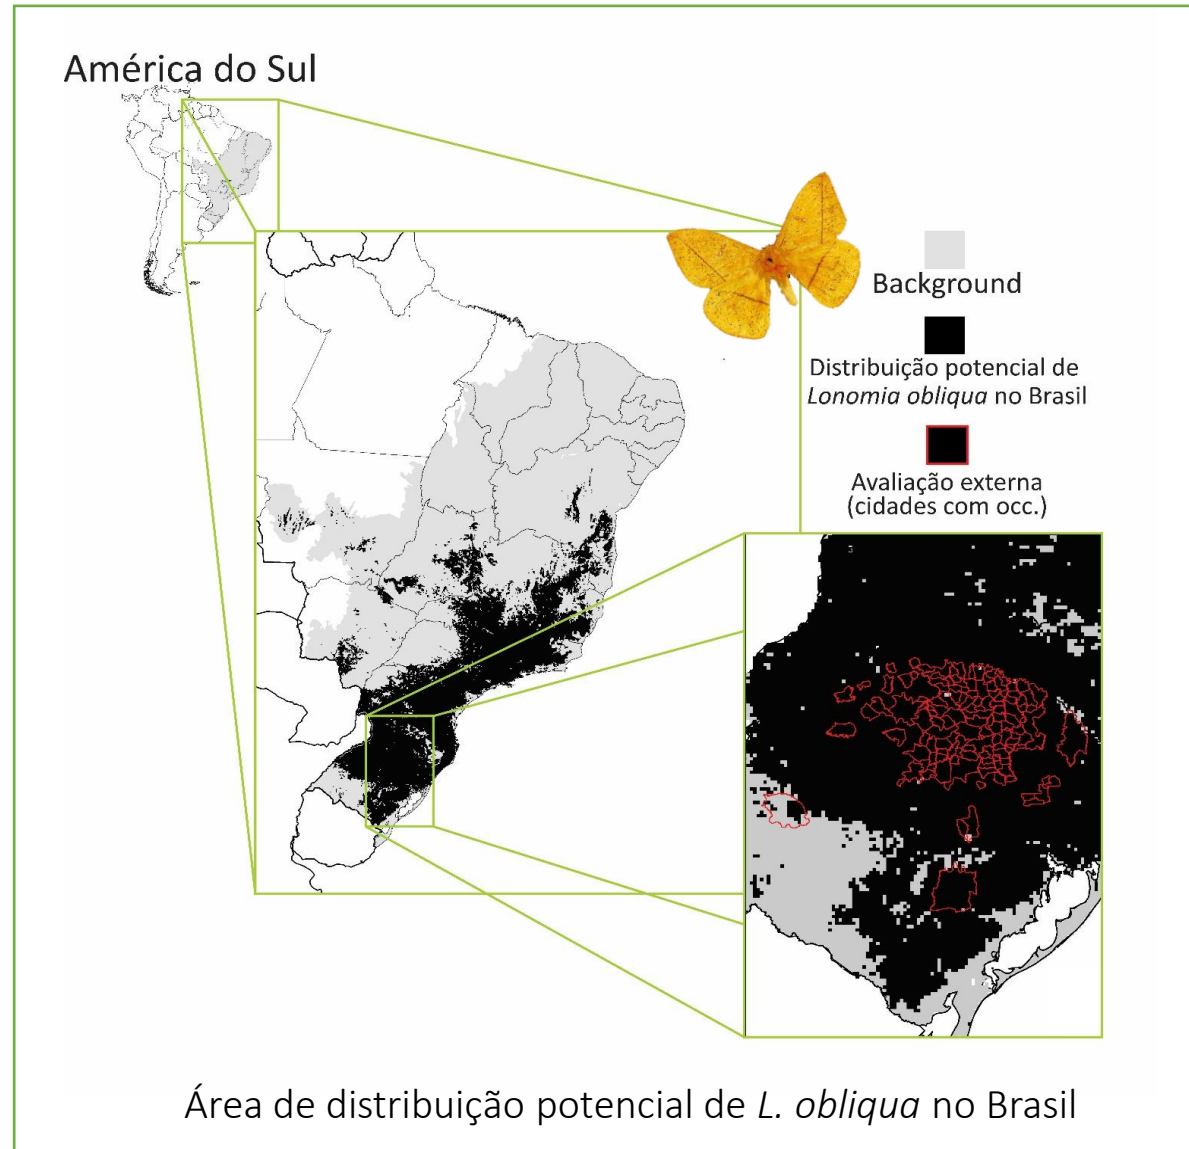 América do Sul
Background
Distribuição potencial de
Lonomia obliqua no Brasil
Avaliação externa
(cidades com occ.)
Área de distribuição potencial de L. obliqua no Brasil